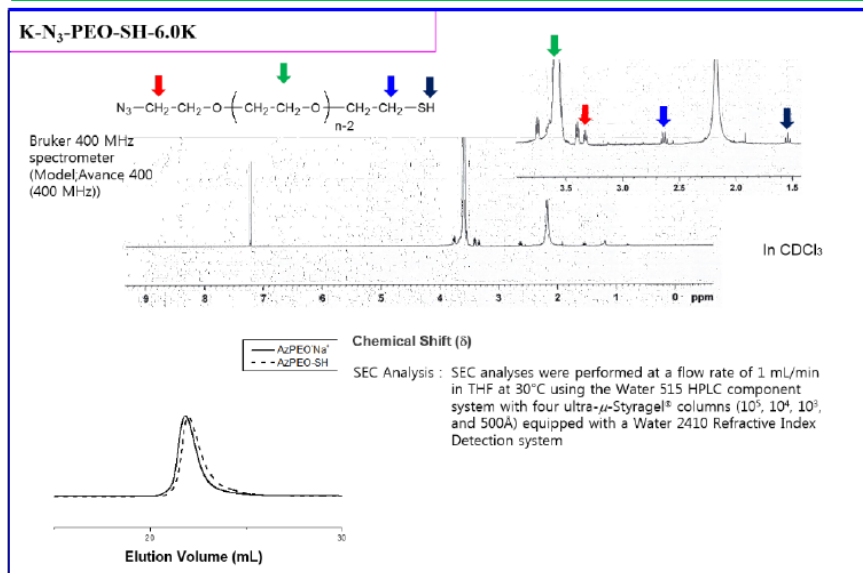 K-N₃-PEO-SH-6.0K
N₃—CH₂-CH₂—O—(CH₂-CH₂—O)n-2—CH₂-CH₂—SH
Bruker 400 MHz
spectrometer
(Model;Avance 400
(400 MHz))
3.5 3.0 2.5 2.0 1.5
In CDCl₃
9 8 7 6 5 4 3 2 1 0 ppm
AzPEO⁻Na⁺
AzPEO-SH
Chemical Shift (δ)
SEC Analysis : SEC analyses were performed at a flow rate of 1 mL/min
in THF at 30°C using the Water 515 HPLC component
system with four ultra-μ-Styragel® columns (10⁵, 10⁴, 10³,
and 500Å) equipped with a Water 2410 Refractive Index
Detection system
20 30
Elution Volume (mL)